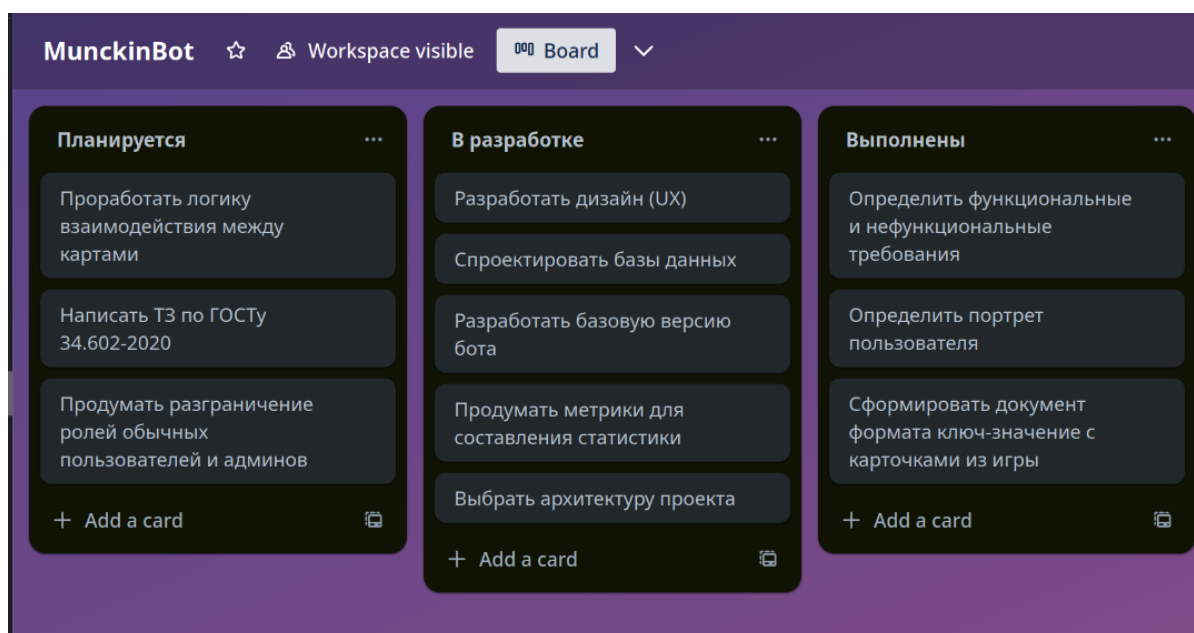 MunckinBot
Workspace visible
Board
Планируется
Проработать логику
взаимодействия между
картами
Написать ТЗ по ГОСТу
34.602-2020
Продумать разграничение
ролей обычных
пользователей и админов
+ Add a card
В разработке
Разработать дизайн (UX)
Спроектировать базы данных
Разработать базовую версию
бота
Продумать метрики для
составления статистики
Выбрать архитектуру проекта
+ Add a card
Выполнены
Определить функциональные
и нефункциональные
требования
Определить портрет
пользователя
Сформировать документ
формата ключ-значение с
карточками из игры
+ Add a card